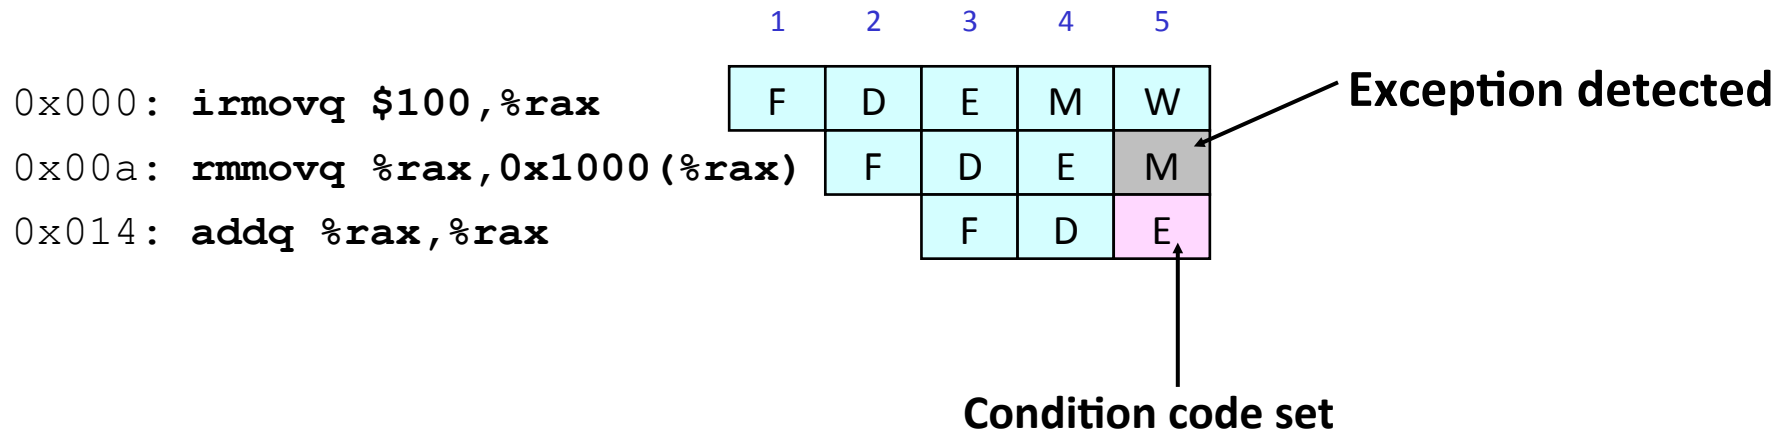 1 2 3 4 5
0x000: irmovq $100,%rax F D E M W Exception detected
0x00a: rmmovq %rax,0x1000(%rax) F D E M
0x014: addq %rax,%rax F D E
Condition code set